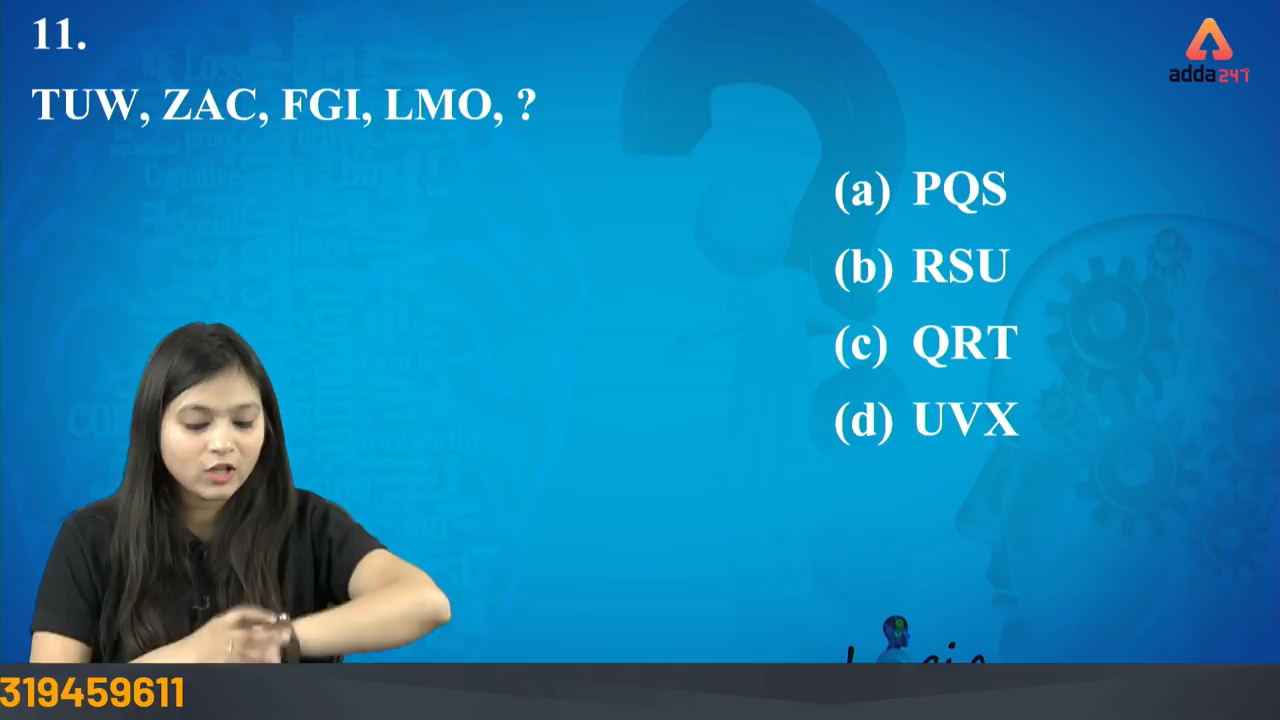 11.
TUW, ZAC, FGI, LMO, ?
adda247
(a) PQS
(b) RSU
(c) QRT
(d) UVX
319459611